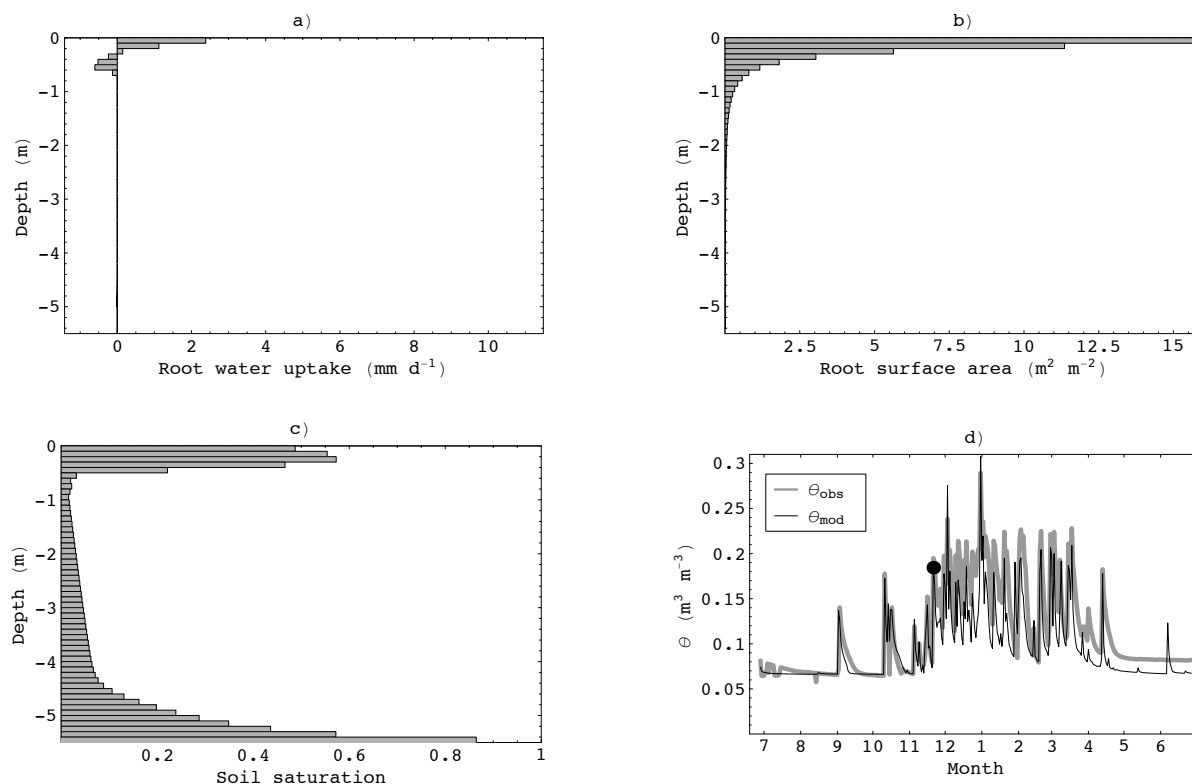 a)
0
-1
-2
-3
-4
-5
Depth (m)
0 2 4 6 8 10
Root water uptake (mm d⁻¹)
b)
0
-1
-2
-3
-4
-5
Depth (m)
2.5 5 7.5 10 12.5 15
Root surface area (m² m⁻²)
c)
0
-1
-2
-3
-4
-5
Depth (m)
0.2 0.4 0.6 0.8 1
Soil saturation
d)
0.3
0.25
0.2
0.15
0.1
0.05
θ (m³ m⁻³)
θobs
θmod
7 8 9 10 11 12 1 2 3 4 5 6
Month